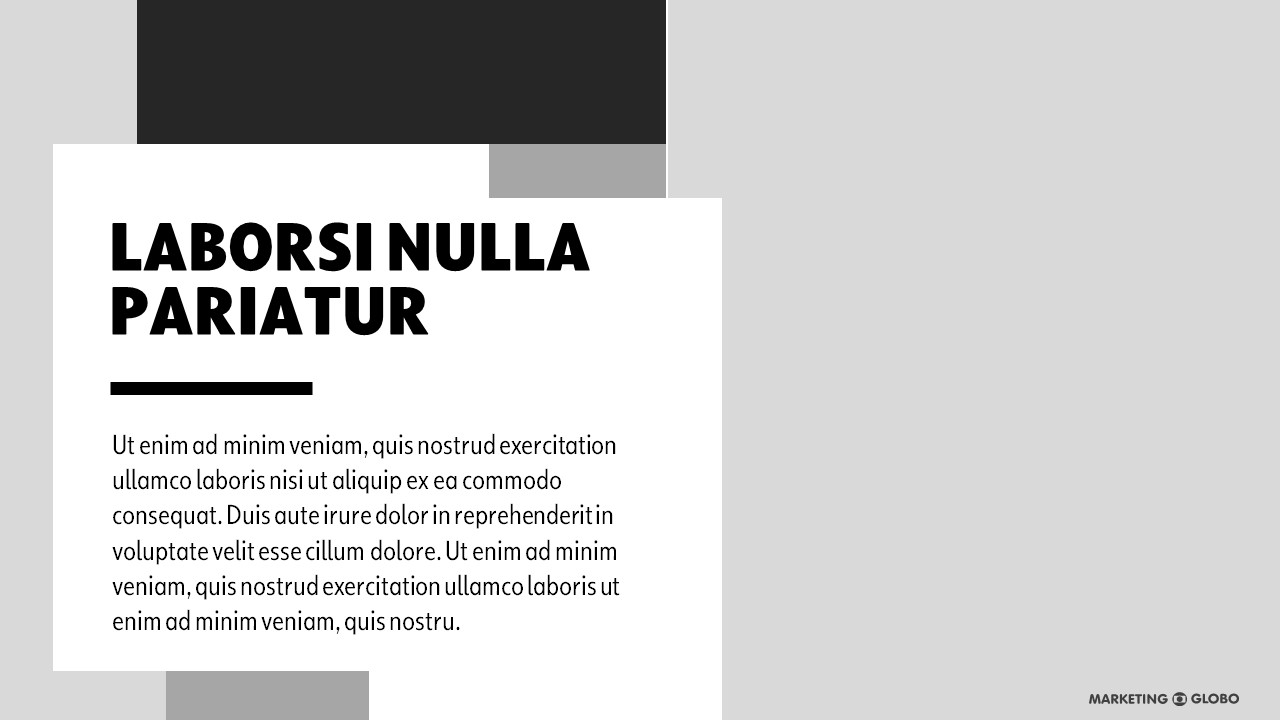 LABORSI NULLA
PARIATUR
Ut enim ad minim veniam, quis nostrud exercitation
ullamco laboris nisi ut aliquip ex ea commodo
consequat. Duis aute irure dolor in reprehenderit in
voluptate velit esse cillum dolore. Ut enim ad minim
veniam, quis nostrud exercitation ullamco laboris ut
enim ad minim veniam, quis nostru.
MARKETING GLOBO